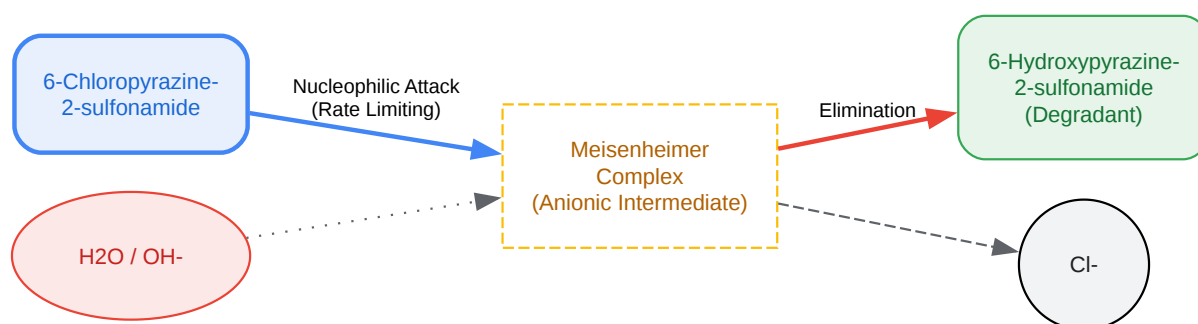 6-Chloropyrazine-
2-sulfonamide
Nucleophilic Attack
(Rate Limiting)
Meisenheimer
Complex
(Anionic Intermediate)
Elimination
6-Hydroxypyrazine-
2-sulfonamide
(Degradant)
H2O / OH-
Cl-